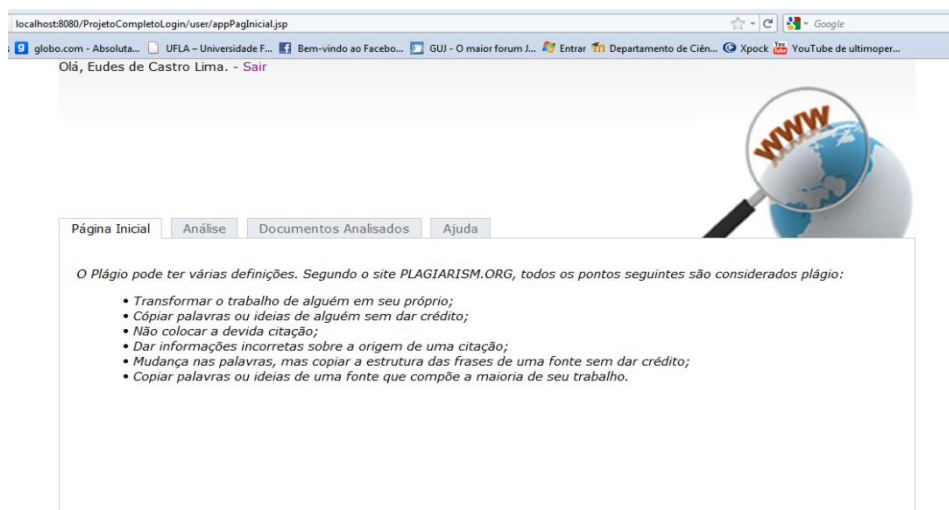 localhost:8080/ProjetoCompletoLogin/user/appPagInicial.jsp Google
globo.com - Absoluta... UFLA – Universidade F... Bem-vindo ao Facebo... GUJ - O maior forum J... Entrar Departamento de Ciên... Xpock YouTube de ultimoper...
Olá, Eudes de Castro Lima. - Sair
WWW
Página Inicial Análise Documentos Analisados Ajuda
O Plágio pode ter várias definições. Segundo o site PLAGIARISM.ORG, todos os pontos seguintes são considerados plágio:
• Transformar o trabalho de alguém em seu próprio;
• Cópiar palavras ou ideias de alguém sem dar crédito;
• Não colocar a devida citação;
• Dar informações incorretas sobre a origem de uma citação;
• Mudança nas palavras, mas copiar a estrutura das frases de uma fonte sem dar crédito;
• Copiar palavras ou ideias de uma fonte que compõe a maioria de seu trabalho.